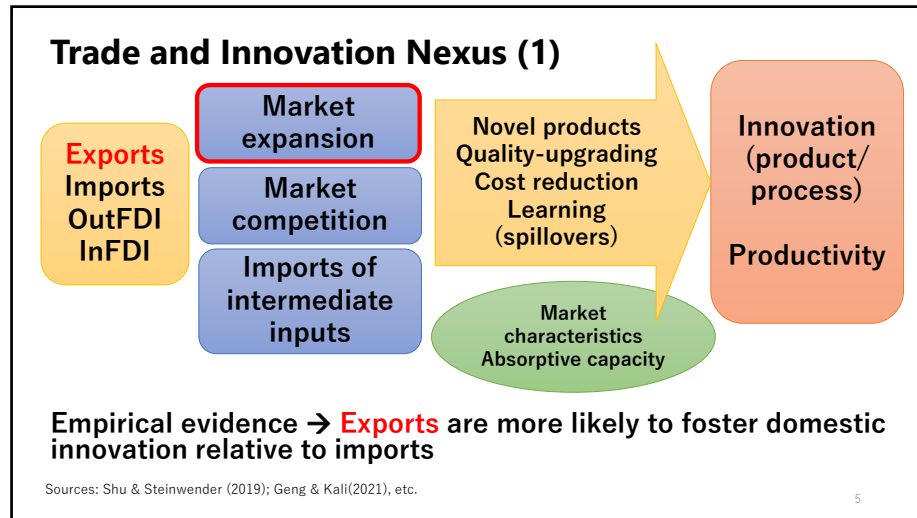 Trade and Innovation Nexus (1)
Exports
Imports
OutFDI
InFDI
Market
expansion
Market
competition
Imports of
intermediate
inputs
Novel products
Quality-upgrading
Cost reduction
Learning
(spillovers)
Market
characteristics
Absorptive capacity
Innovation
(product/
process)
Productivity
Empirical evidence → Exports are more likely to foster domestic
innovation relative to imports
Sources: Shu & Steinwender (2019); Geng & Kali(2021), etc.
5